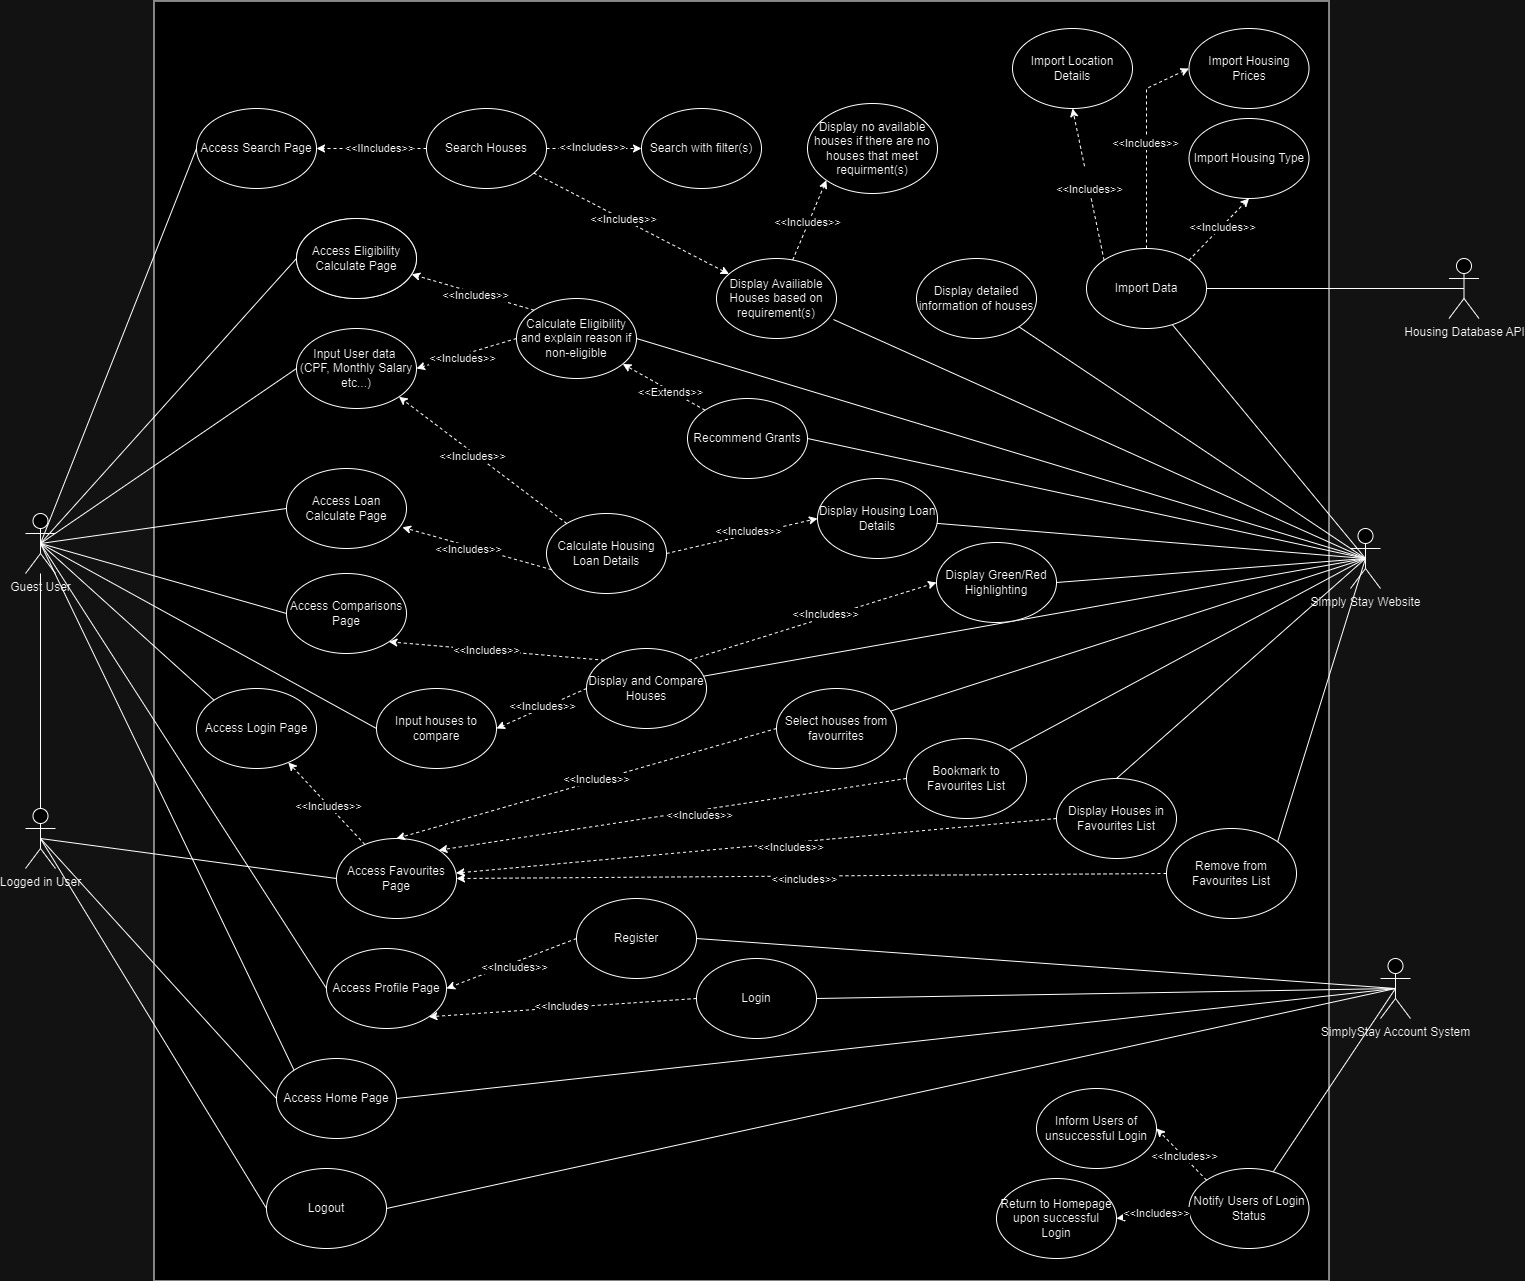 Import Location
Details
Import Housing
Prices
Access Search Page
<<IIncludes>>
Search Houses
<<Includes>>
Search with filter(s)
Display no available
houses if there are no
houses that meet
requirment(s)
<<Includes>>
Import Housing Type
<<Includes>>
<<Includes>>
<<Includes>>
<<Includes>>
Access Eligibility
Calculate Page
<<Includes>>
Display Availiable
Houses based on
requirement(s)
Display detailed
information of houses
Import Data
Housing Database API
<<Includes>>
Calculate Eligibility
and explain reason if
non-eligible
Input User data
(CPF, Monthly Salary
etc...)
<<Includes>>
<<Extends>>
Recommend Grants
<<Includes>>
Access Loan
Calculate Page
Display Housing Loan
Details
<<Includes>>
<<Includes>>
Calculate Housing
Loan Details
Guest User
Display Green/Red
Highlighting
Simply Stay Website
Access Comparisons
Page
<<Includes>>
<<Includes>>
Display and Compare
Houses
<<Includes>>
Access Login Page
Input houses to
compare
Select houses from
favourrites
<<Includes>>
Bookmark to
Favourites List
<<Includes>>
<<Includes>>
Display Houses in
Favourites List
<<Includes>>
Logged in User
Access Favourites
Page
<<includes>>
Remove from
Favourites List
Register
<<Includes>>
Access Profile Page
<<Includes
Login
SimplyStay Account System
Access Home Page
Inform Users of
unsuccessful Login
<<Includes>>
Logout
Return to Homepage
upon successful
Login
<<Includes>>
Notify Users of Login
Status